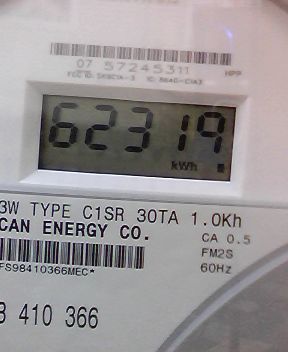 07 57245311 HPP
62319
kWh
3W TYPE C1SR 30TA 1.0Kh
CAN ENERGY CO. CA 0.5
FM2S
FS98410366MEC* 60Hz
410 366